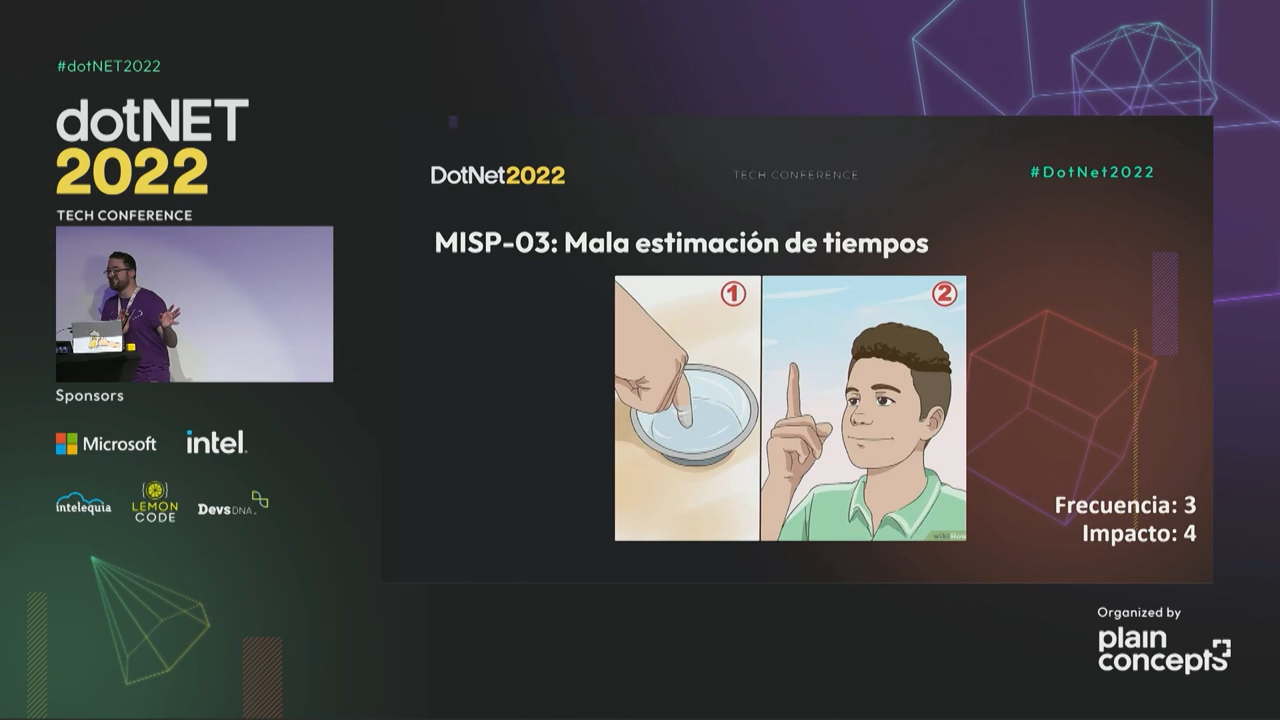 #dotNET2022
dotNET
2022
TECH CONFERENCE
Sponsors
Microsoft
intel.
intelequia
LEMON
CODE
DevsDNA
DotNet2022
TECH CONFERENCE
#DotNet2022
MISP-03: Mala estimación de tiempos
1
2
wikiHow
Frecuencia: 3
Impacto: 4
Organized by
plain
concepts